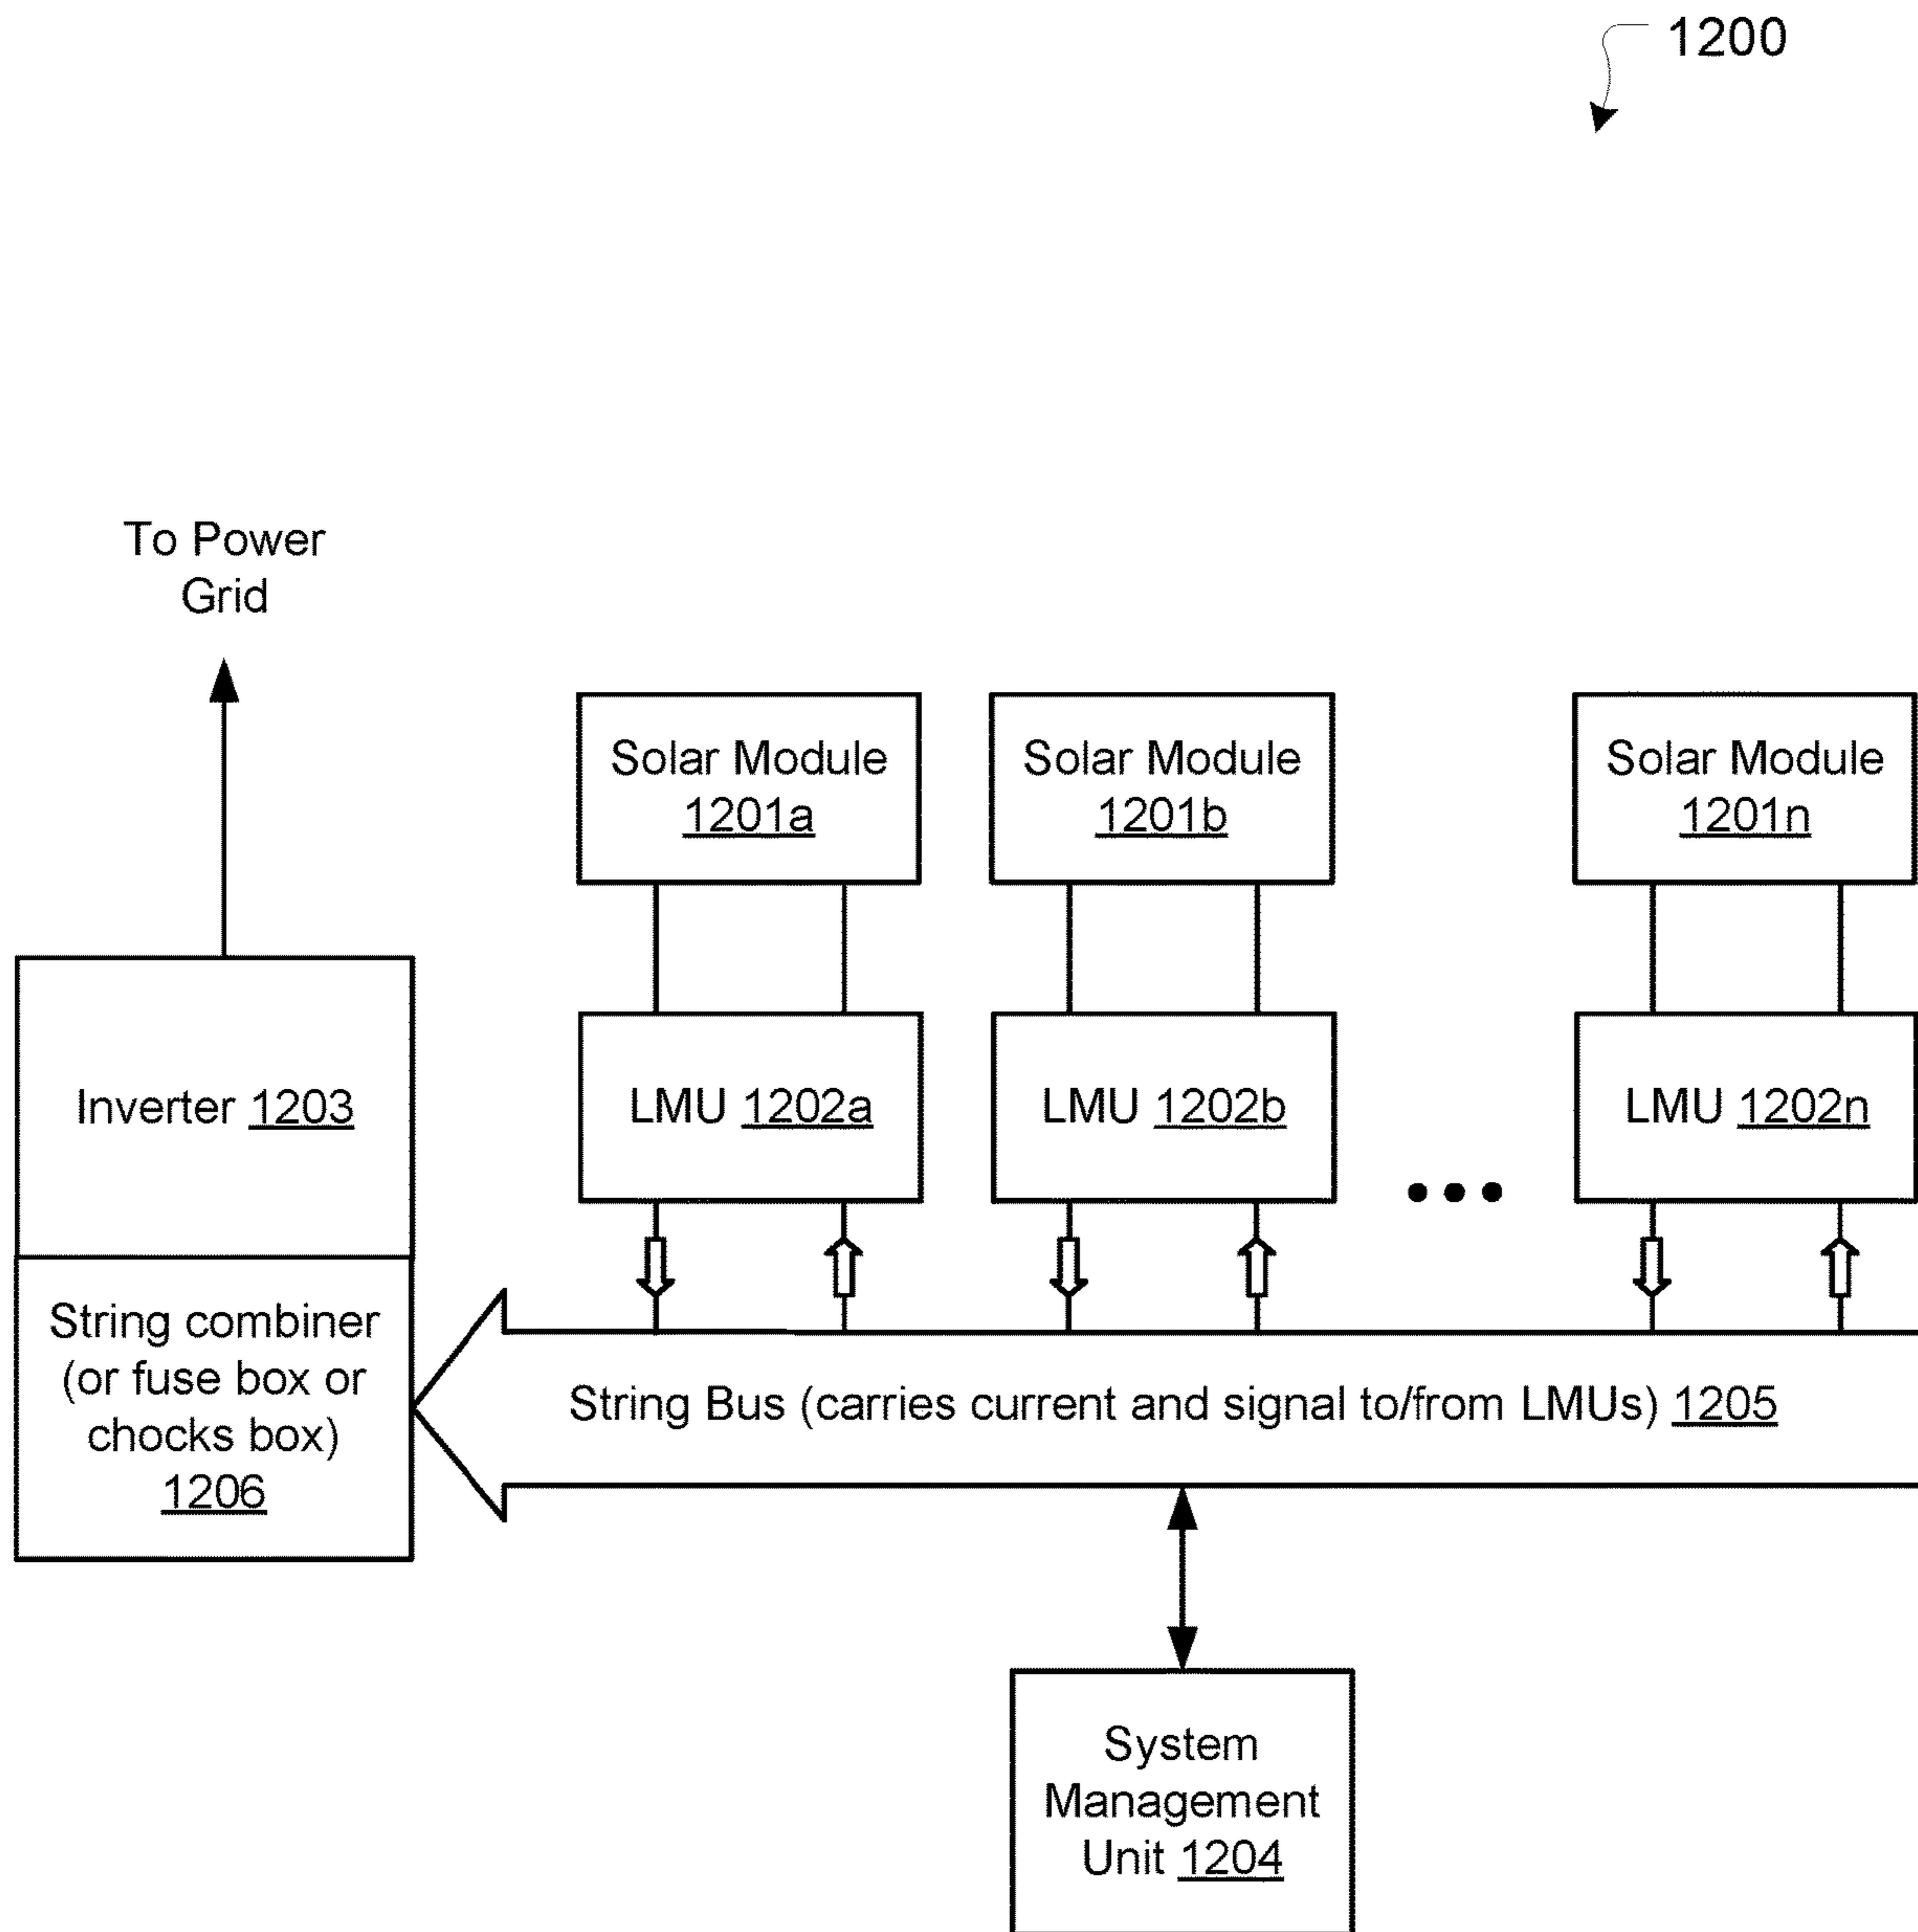 1200
To Power
Grid
Solar Module
1201a
Solar Module
1201b
Solar Module
1201n
Inverter 1203
LMU 1202a
LMU 1202b
LMU 1202n
String combiner
(or fuse box or
chocks box)
1206
String Bus (carries current and signal to/from LMUs) 1205
System
Management
Unit 1204